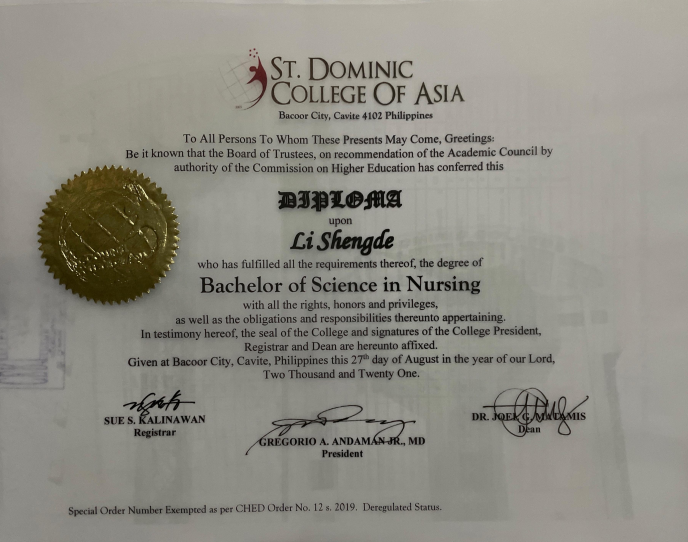 ST. DOMINIC
COLLEGE OF ASIA
Bacoor City, Cavite 4102 Philippines
To All Persons To Whom These Presents May Come, Greetings:
Be it known that the Board of Trustees, on recommendation of the Academic Council by
authority of the Commission on Higher Education has conferred this
DIPLOMA
upon
Li Shengde
who has fulfilled all the requirements thereof, the degree of
Bachelor of Science in Nursing
with all the rights, honors and privileges,
as well as the obligations and responsibilities thereunto appertaining.
In testimony hereof, the seal of the College and signatures of the College President,
Registrar and Dean are hereunto affixed.
Given at Bacoor City, Cavite, Philippines this 27th day of August in the year of our Lord,
Two Thousand and Twenty One.
SUE S. KALINAWAN
Registrar
GREGORIO A. ANDAMAN JR., MD
President
DR. JOEL G. MATAMIS
Dean
Special Order Number Exempted as per CHED Order No. 12 s. 2019. Deregulated Status.